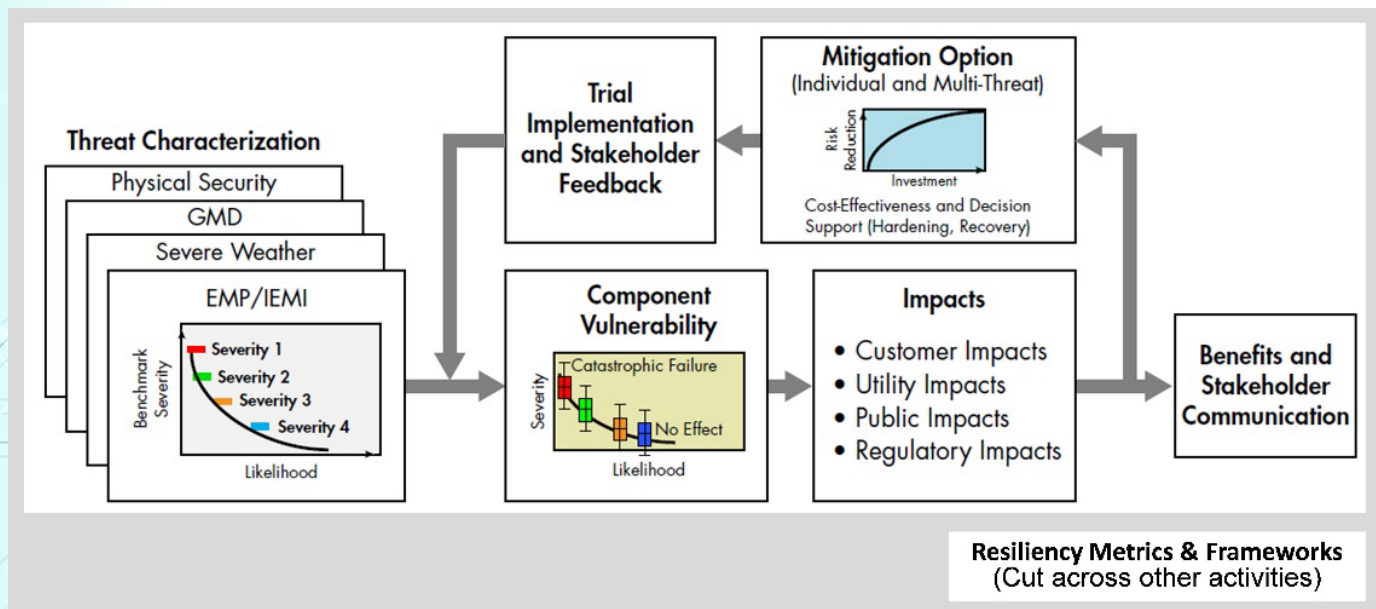 Threat Characterization
Physical Security
GMD
Severe Weather
EMP/IEMI
Benchmark
Severity
Severity 1
Severity 2
Severity 3
Severity 4
Likelihood
Trial
Implementation
and Stakeholder
Feedback
Mitigation Option
(Individual and Multi-Threat)
Risk
Reduction
Investment
Cost-Effectiveness and Decision
Support (Hardening, Recovery)
Component
Vulnerability
Severity
Catastrophic Failure
No Effect
Likelihood
Impacts
• Customer Impacts
• Utility Impacts
• Public Impacts
• Regulatory Impacts
Benefits and
Stakeholder
Communication
Resiliency Metrics & Frameworks
(Cut across other activities)